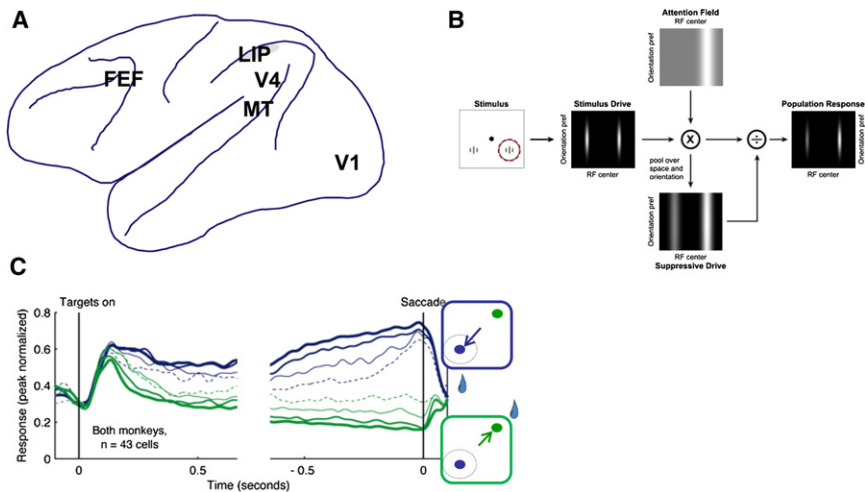 A
FEF
LIP
V4
MT
V1
B
Attention Field
RF center
Orientation pref
Stimulus
Stimulus Drive
Orientation pref
RF center
X
pool over
space and
orientation
÷
Population Response
Orientation pref
RF center
Orientation pref
RF center
Suppressive Drive
C
Targets on
Saccade
Response (peak normalized)
0.8
0.6
0.4
0.2
0
Both monkeys,
n = 43 cells
0
0.5
- 0.5
0
Time (seconds)